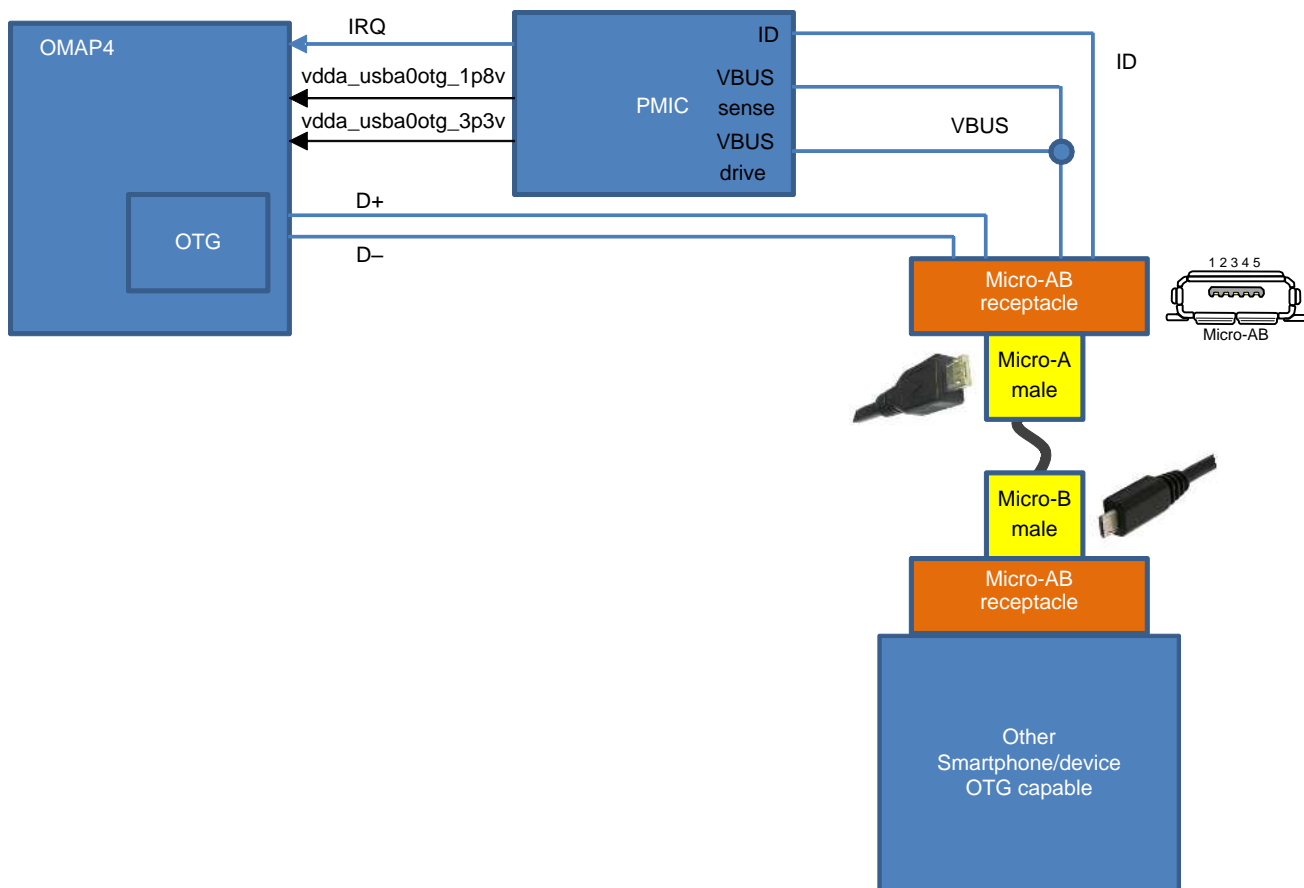 OMAP4
IRQ
vdda_usba0otg_1p8v
vdda_usba0otg_3p3v
PMIC
ID
VBUS
sense
VBUS
drive
ID
VBUS
OTG
D+
D–
Micro-AB
receptacle
1 2 3 4 5
Micro-AB
Micro-A
male
Micro-B
male
Micro-AB
receptacle
Other
Smartphone/device
OTG capable